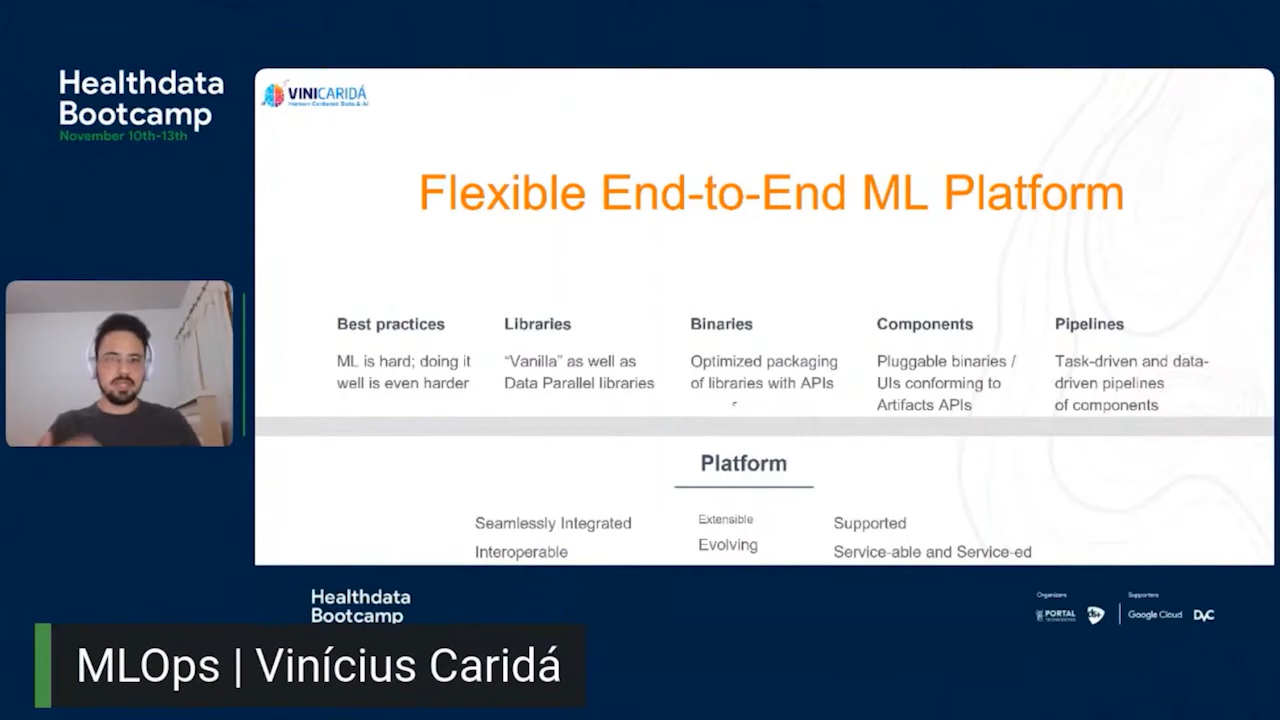 Healthdata
Bootcamp
November 10th-13th
VINICARIDÁ
Human-Centered Data & AI
Flexible End-to-End ML Platform
Best practices
ML is hard; doing it
well is even harder
Libraries
“Vanilla” as well as
Data Parallel libraries
Binaries
Optimized packaging
of libraries with APIs
Components
Pluggable binaries /
UIs conforming to
Artifacts APIs
Pipelines
Task-driven and data-
driven pipelines
of components
Platform
Seamlessly Integrated
Interoperable
Extensible
Evolving
Supported
Service-able and Service-ed
Healthdata
Bootcamp
Organizers
PORTAL
Supporters
Google Cloud
DVC
MLOps | Vinícius Caridá